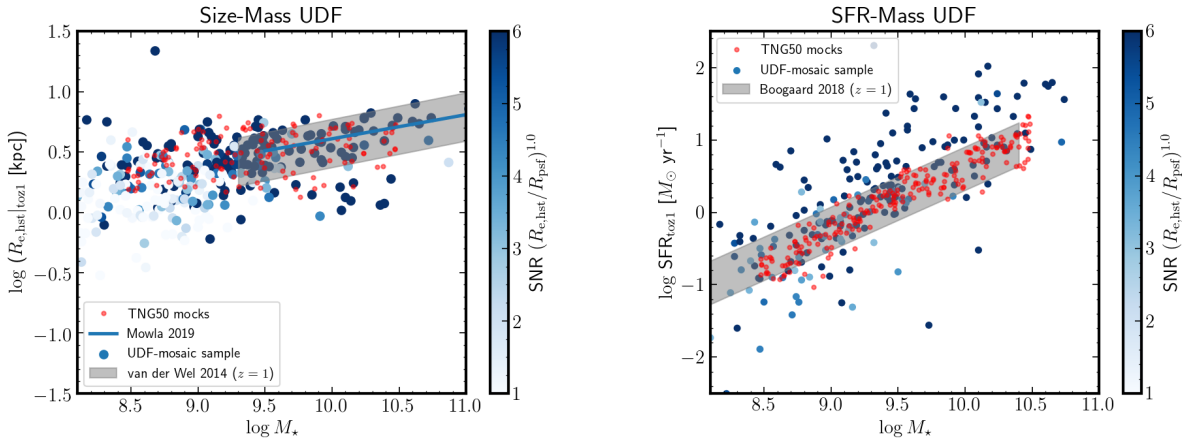 Size-Mass UDF
1.5
1.0
0.5
0.0
−0.5
−1.0
−1.5
log (R_{e,hst}|_{toz1} [kpc])
TNG50 mocks
Mowla 2019
UDF-mosaic sample
van der Wel 2014 (z = 1)
8.5 9.0 9.5 10.0 10.5 11.0
log M_⋆
6
5
4
3
2
1
SNR (R_{e,hst}/R_{psf})^{1.0}
SFR-Mass UDF
2
1
0
−1
−2
log SFR_{toz1} [M_⊙ yr^{−1}]
TNG50 mocks
UDF-mosaic sample
Boogaard 2018 (z = 1)
8.5 9.0 9.5 10.0 10.5 11.0
log M_⋆
6
5
4
3
2
1
SNR (R_{e,hst}/R_{psf})^{1.0}